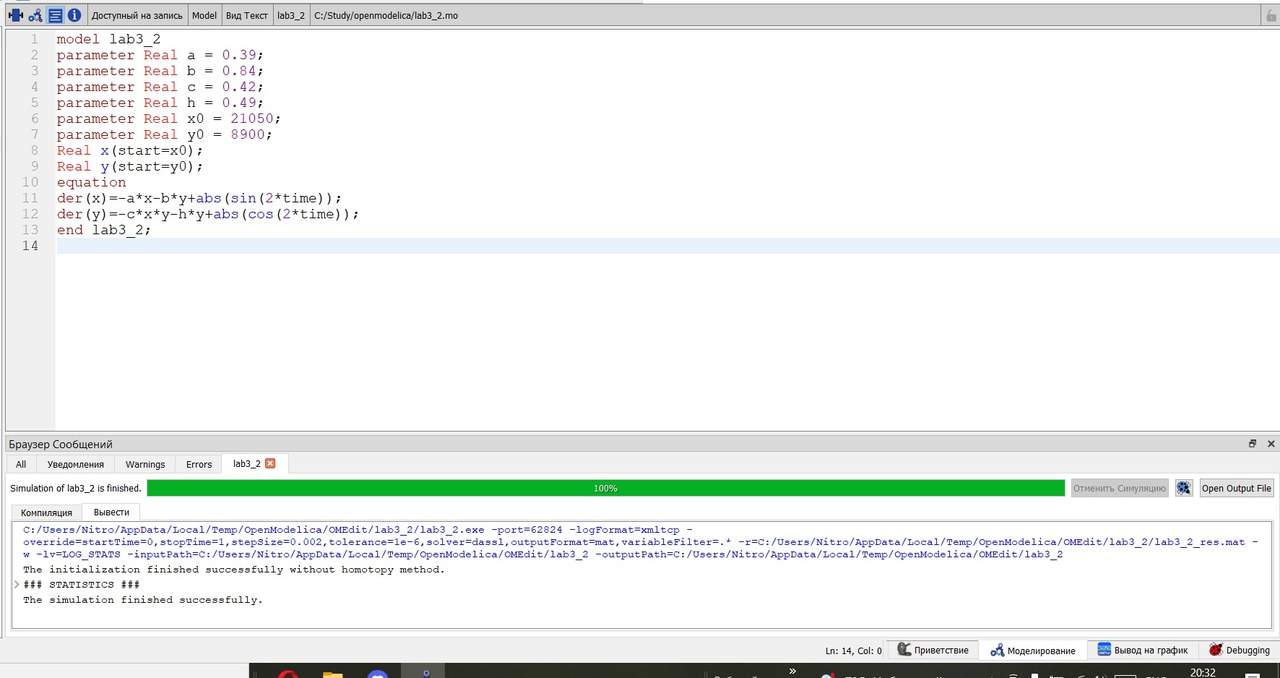 Доступный на запись Model Вид Текст lab3_2 C:/Study/openmodelica/lab3_2.mo
1 model lab3_2
2 parameter Real a = 0.39;
3 parameter Real b = 0.84;
4 parameter Real c = 0.42;
5 parameter Real h = 0.49;
6 parameter Real x0 = 21050;
7 parameter Real y0 = 8900;
8 Real x(start=x0);
9 Real y(start=y0);
10 equation
11 der(x)=-a*x-b*y+abs(sin(2*time));
12 der(y)=-c*x*y-h*y+abs(cos(2*time));
13 end lab3_2;
14
Браузер Сообщений
All Уведомления Warnings Errors lab3_2
Simulation of lab3_2 is finished. 100% Отменить Симуляцию Open Output File
Компиляция Вывести
C:/Users/Nitro/AppData/Local/Temp/OpenModelica/OMEdit/lab3_2/lab3_2.exe -port=62824 -logFormat=xmltcp -
override=startTime=0,stopTime=1,stepSize=0.002,tolerance=1e-6,solver=dassl,outputFormat=mat,variableFilter=.* -r=C:/Users/Nitro/AppData/Local/Temp/OpenModelica/OMEdit/lab3_2/lab3_2_res.mat -
w -lv=LOG_STATS -inputPath=C:/Users/Nitro/AppData/Local/Temp/OpenModelica/OMEdit/lab3_2 -outputPath=C:/Users/Nitro/AppData/Local/Temp/OpenModelica/OMEdit/lab3_2
The initialization finished successfully without homotopy method.
### STATISTICS ###
The simulation finished successfully.
Ln: 14, Col: 0 Приветствие Моделирование Вывод на график Debugging
20:32